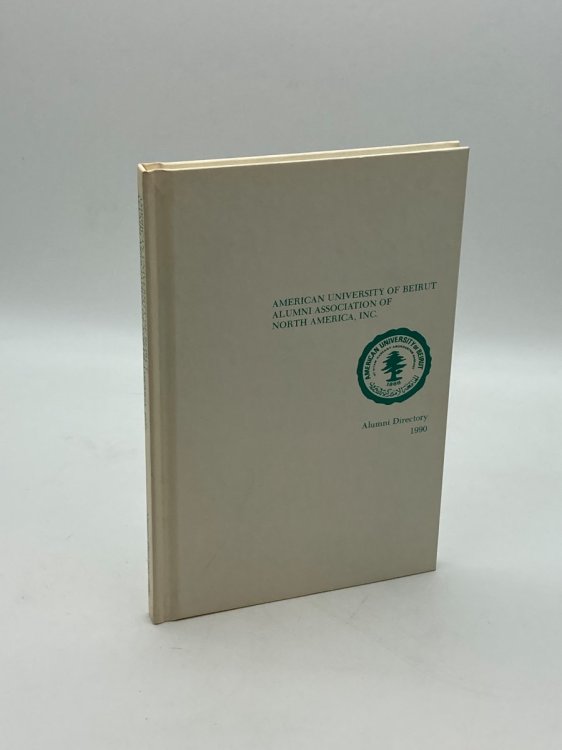 AMERICAN UNIVERSITY OF BEIRUT
ALUMNI ASSOCIATION OF
NORTH AMERICA, INC.
AMERICAN UNIVERSITY of BEIRUT
1866
Alumni Directory
1990